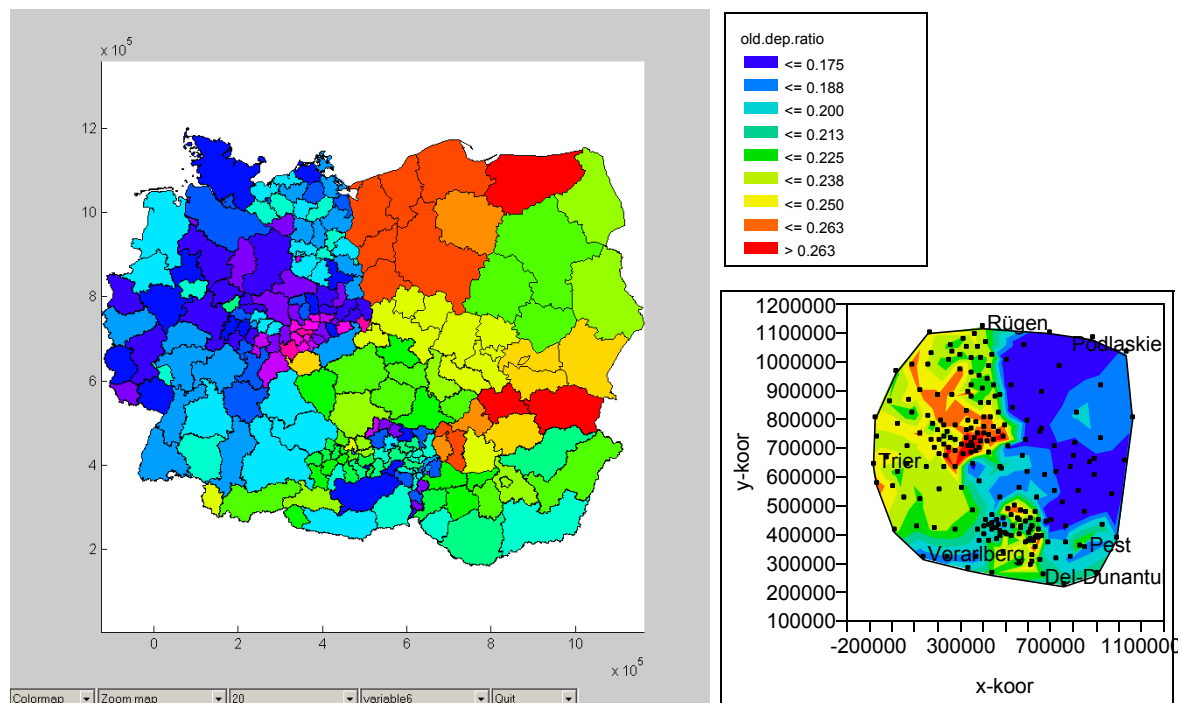 x 10^5
12
10
8
6
4
2
0 2 4 6 8 10
x 10^5
Colormap Zoom map 20 variable6 Quit
old.dep.ratio
<= 0.175
<= 0.188
<= 0.200
<= 0.213
<= 0.225
<= 0.238
<= 0.250
<= 0.263
> 0.263
1200000
1100000
1000000
900000
800000
700000
600000
500000
400000
300000
200000
100000
y-koor
Rügen
Podlaskie
Trier
Vorarlberg
Pest
Del-Dunantul
-200000 300000 700000 1100000
x-koor